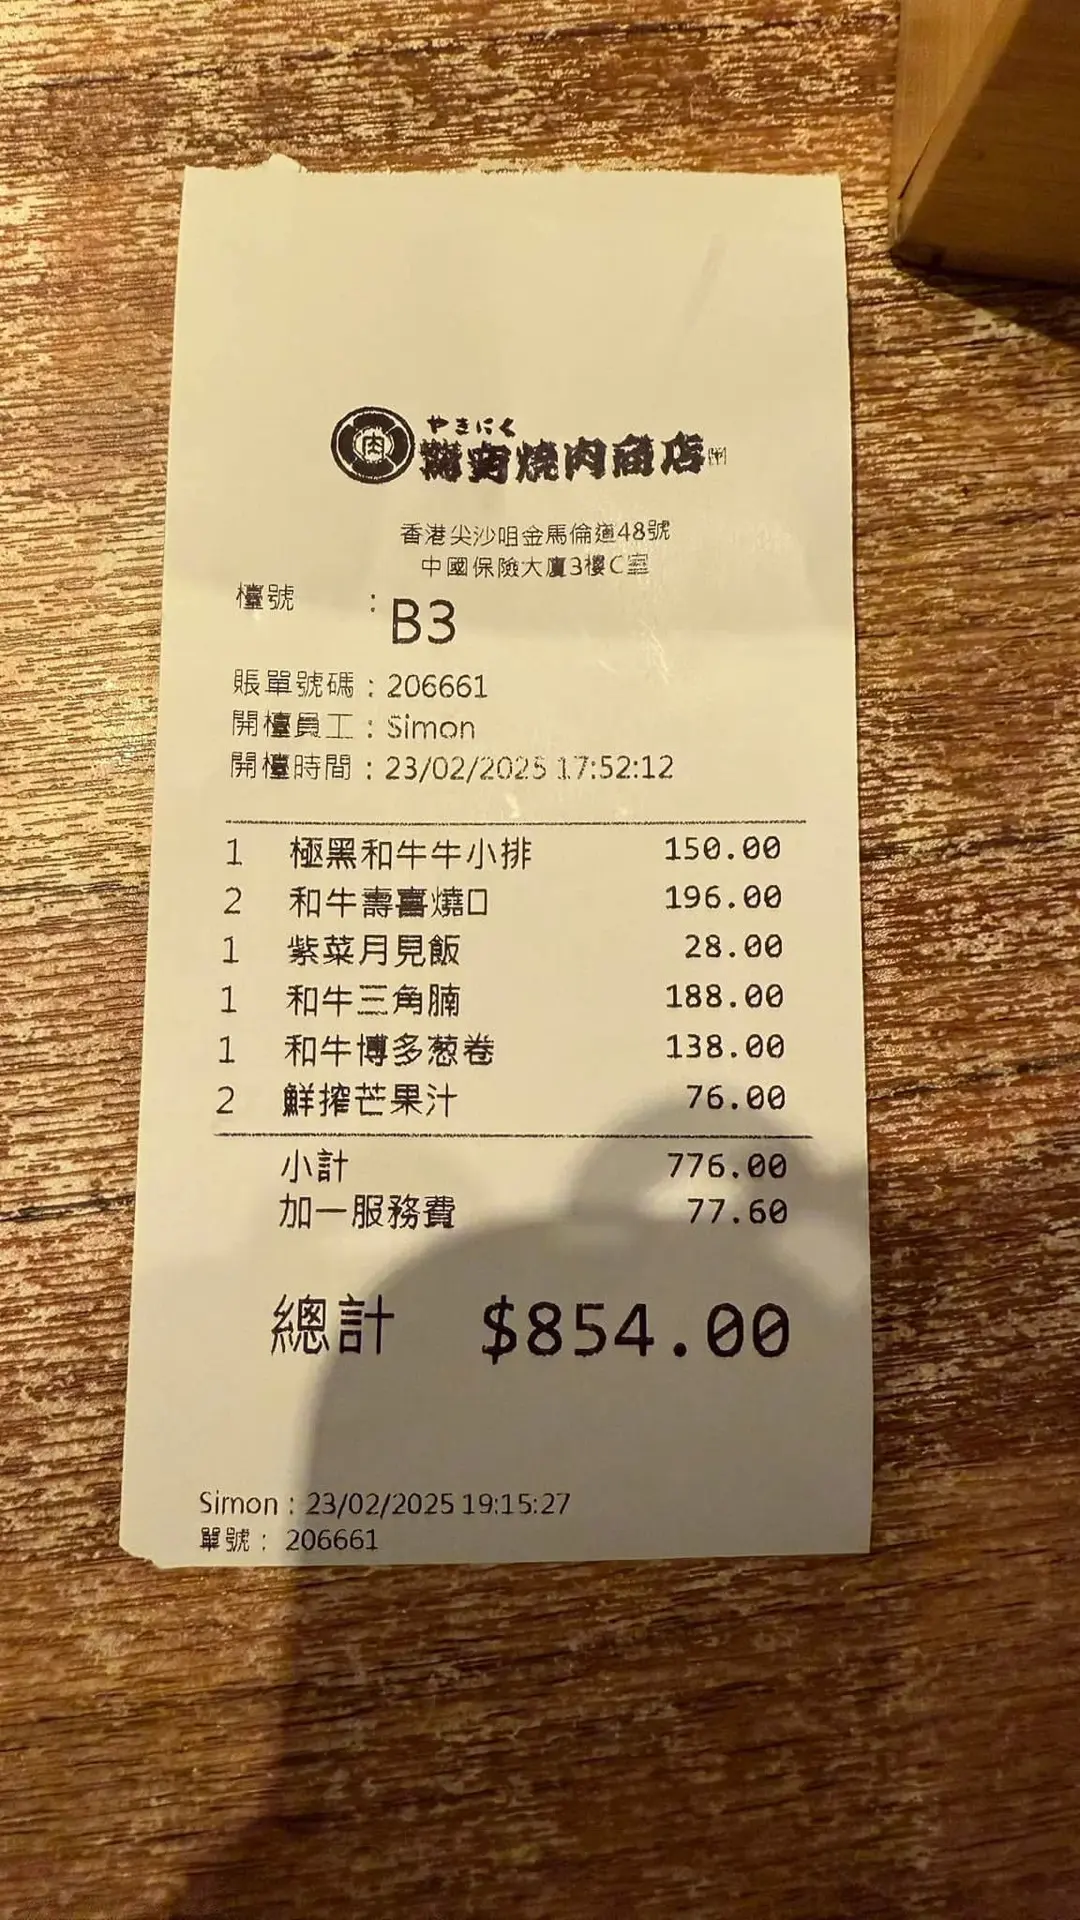 肉
やきにく
燒肉商店
香港尖沙咀金馬倫道48號
中國保險大廈3樓C室
檯號 : B3
賬單號碼 : 206661
開檯員工 : Simon
開檯時間 : 23/02/2025 17:52:12
1 極黑和牛牛小排 150.00
2 和牛壽喜燒口 196.00
1 紫菜月見飯 28.00
1 和牛三角腩 188.00
1 和牛博多葱卷 138.00
2 鮮搾芒果汁 76.00
小計 776.00
加一服務費 77.60
總計 $854.00
Simon : 23/02/2025 19:15:27
單號 : 206661